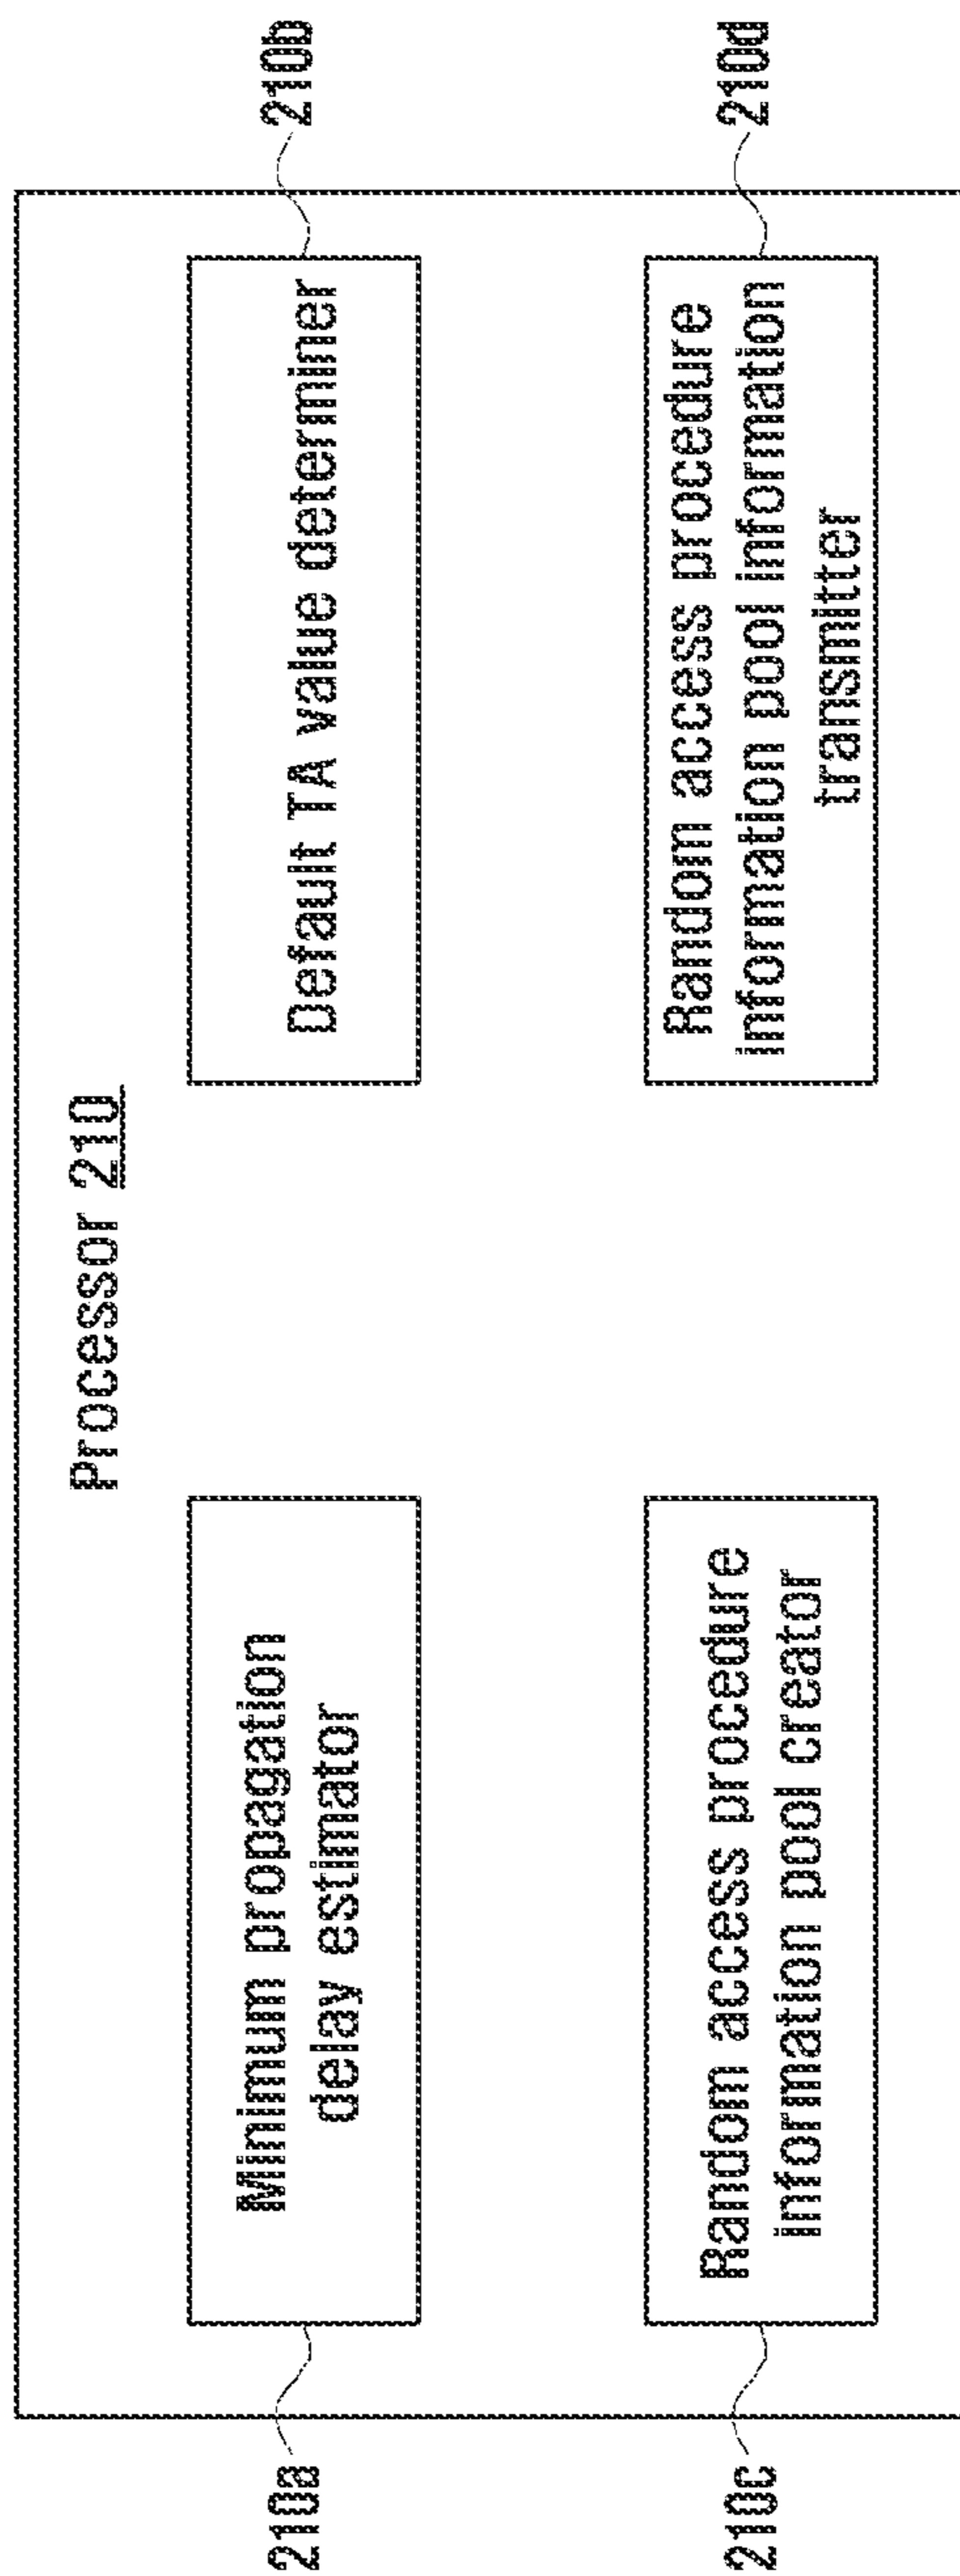 Processor 210
210a
Minimum propagation
delay estimator
Default TA value determiner
210b
210c
Random access procedure
information pool creator
Random access procedure
information pool information
transmitter
210d